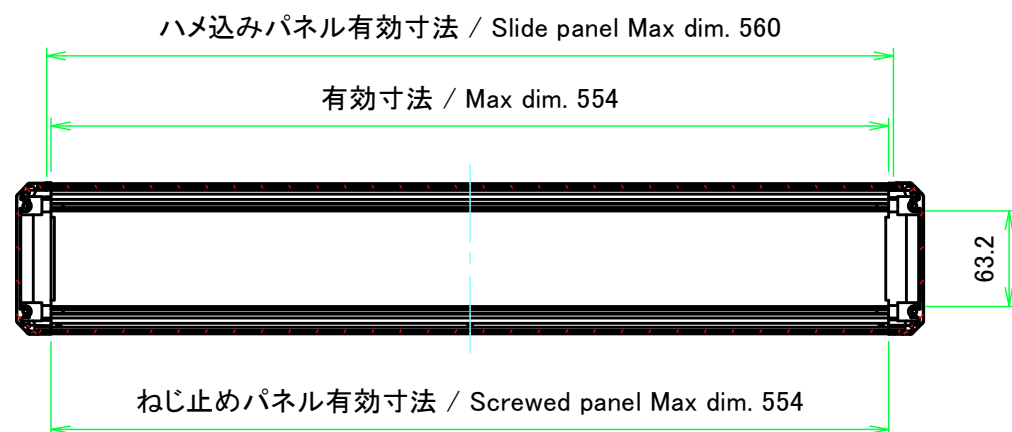 ハメ込みパネル有効寸法 / Slide panel Max dim. 560
有効寸法 / Max dim. 554
63.2
ねじ止めパネル有効寸法 / Screwed panel Max dim. 554